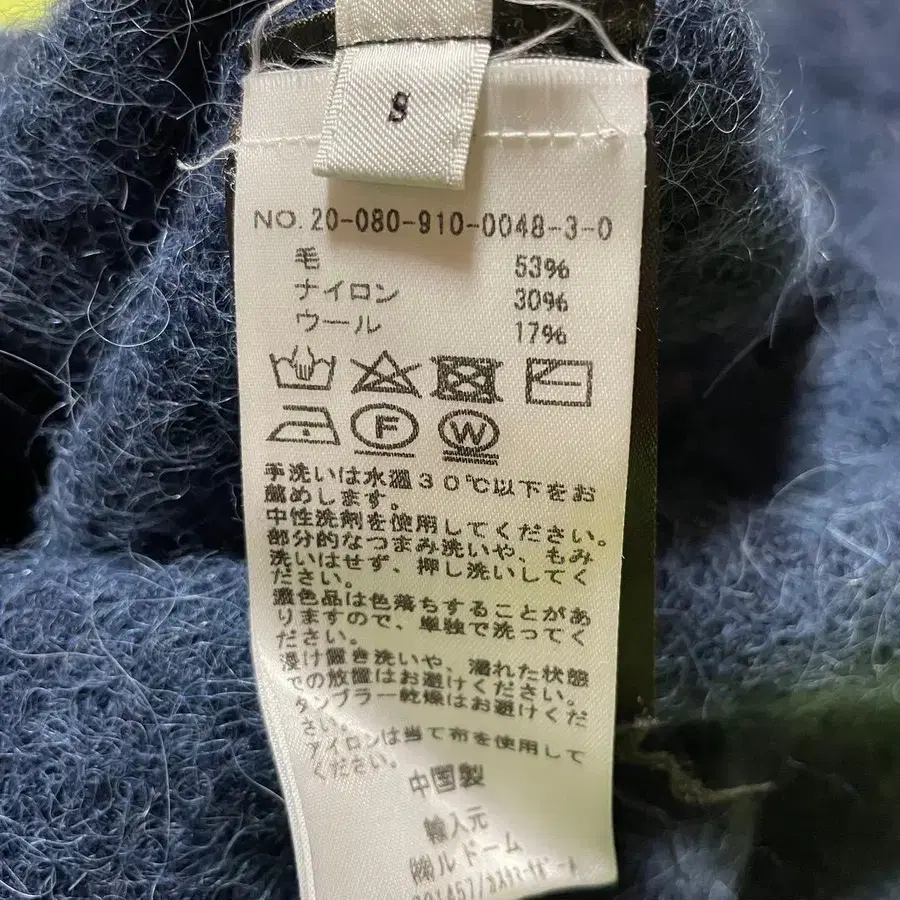 S
NO. 20-080-910-0048-3-0
毛 53%
ナイロン 30%
ウール 17%
F
W
手洗いは水温30℃以下をお
薦めします。
中性洗剤を使用してください。
部分的なつまみ洗いや、もみ
洗いはせず、押し洗いしてく
ださい。
濃色品は色落ちすることがあ
りますので、単独で洗ってく
ださい。
浸け置き洗いや、濡れた状態
での放置はお避けください。
タンブラー乾燥はお避けくだ
さい。
アイロンは当て布を使用して
ください。
中国製
輸入元
㈱ルドーム